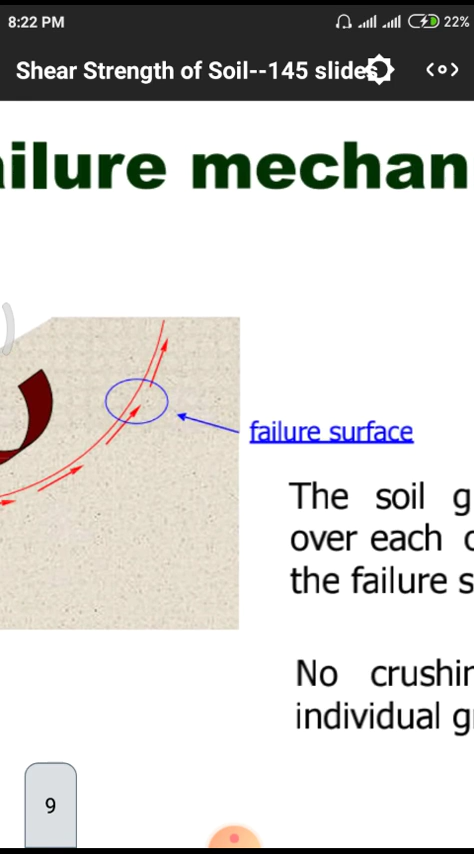 8:22 PM 22%
Shear Strength of Soil--145 slides
ailure mechan
failure surface
The soil g
over each
the failure s
No crushin
individual g
9